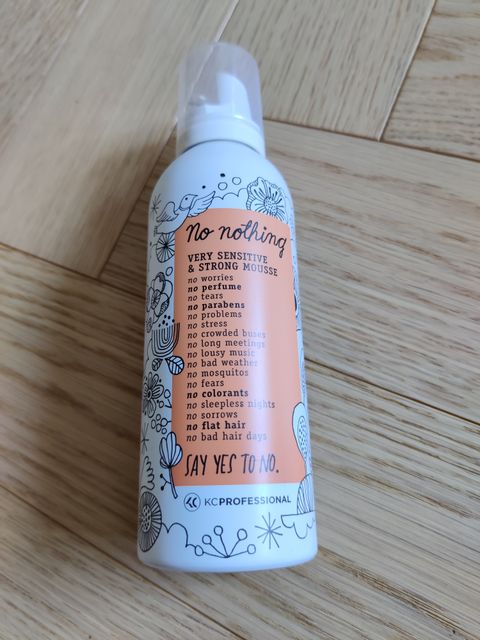 No nothing
VERY SENSITIVE
& STRONG MOUSSE
no worries
no perfume
no tears
no parabens
no problems
no stress
no crowded buses
no long meetings
no lousy music
no bad weather
no mosquitos
no fears
no colorants
no sleepless nights
no sorrows
no flat hair
no bad hair days
SAY YES TO NO.
KC PROFESSIONAL